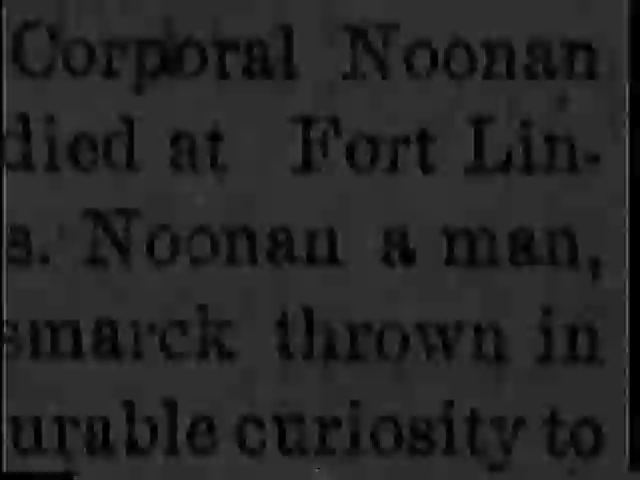 Corporal Noonan
died at Fort Lin-
s. Noonan a man,
smarck thrown in
urable curiosity to